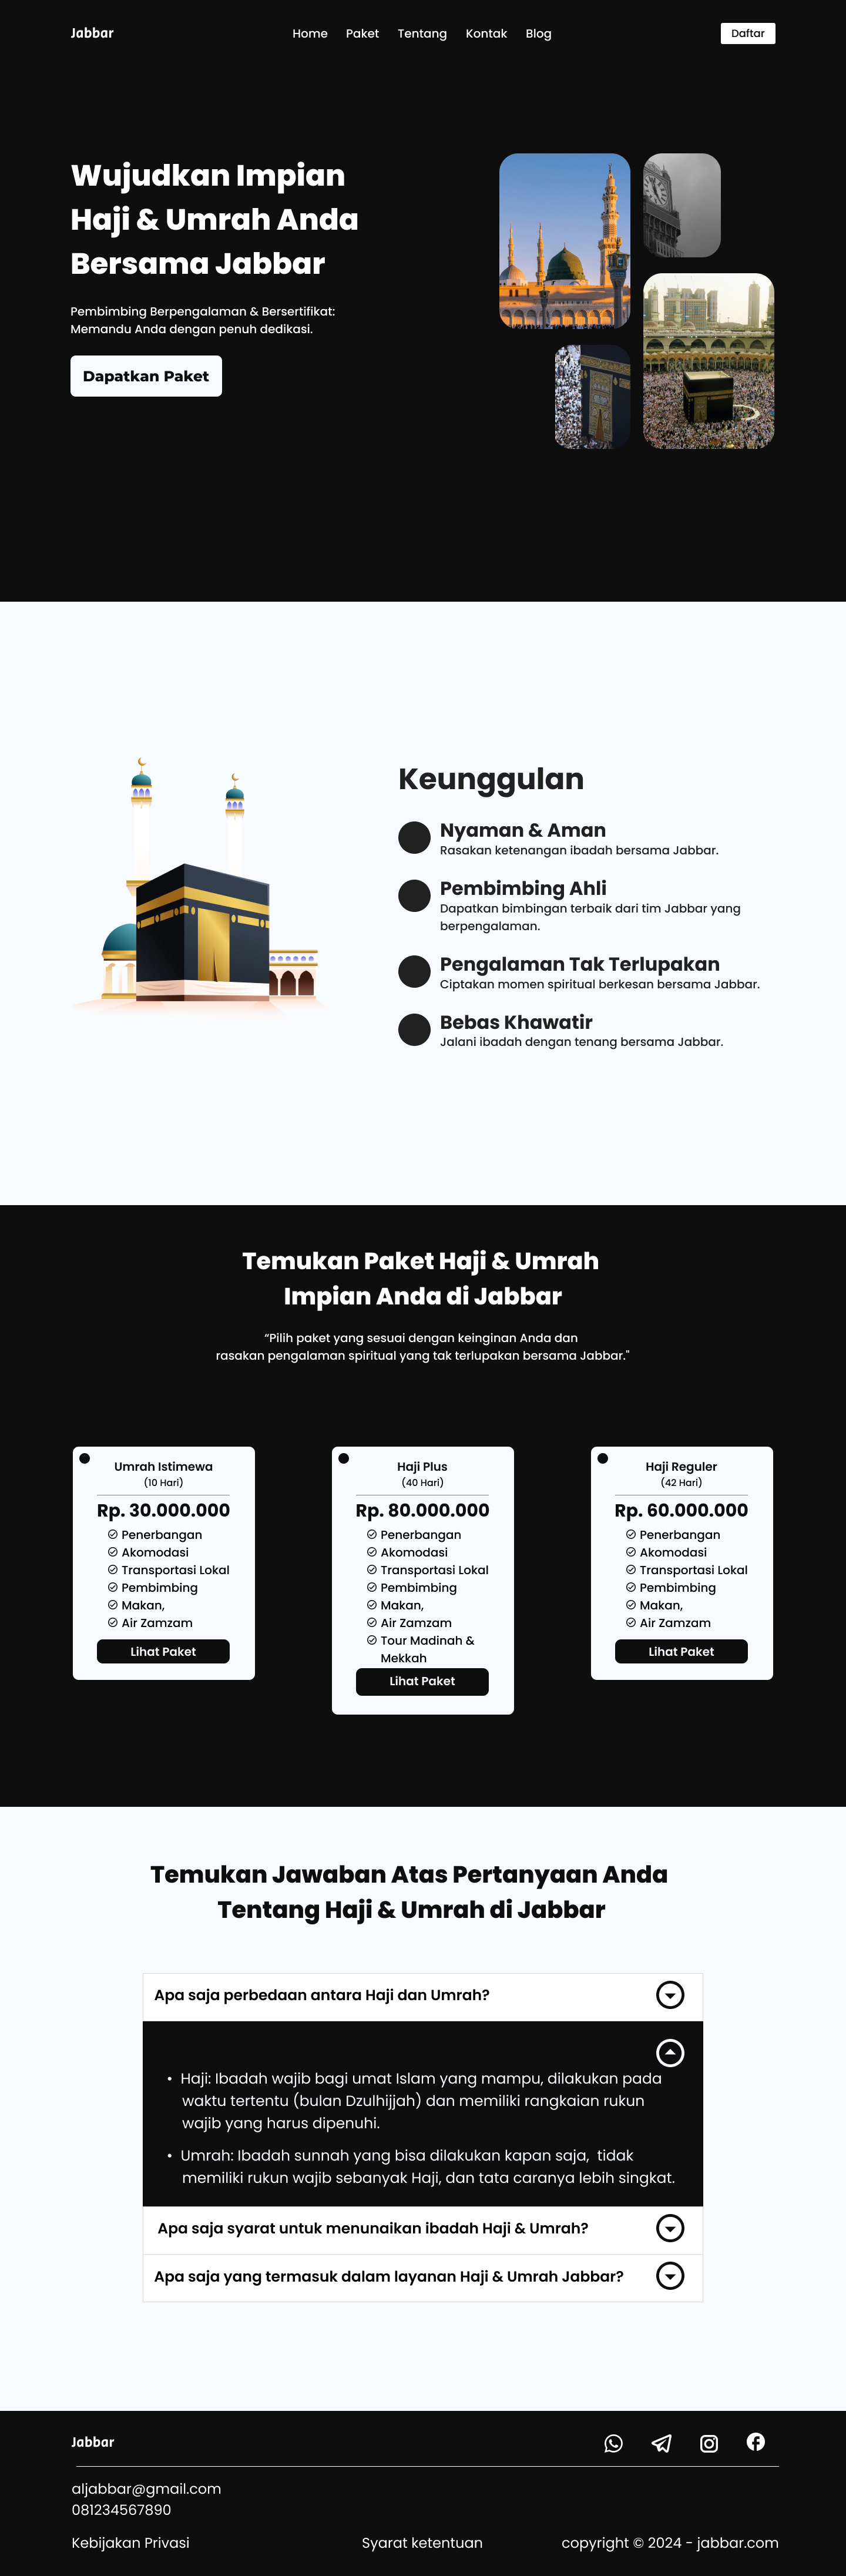 Jabbar
Home Paket Tentang Kontak Blog
Daftar
Wujudkan Impian
Haji & Umrah Anda
Bersama Jabbar
Pembimbing Berpengalaman & Bersertifikat:
Memandu Anda dengan penuh dedikasi.
Dapatkan Paket
Keunggulan
Nyaman & Aman
Rasakan ketenangan ibadah bersama Jabbar.
Pembimbing Ahli
Dapatkan bimbingan terbaik dari tim Jabbar yang
berpengalaman.
Pengalaman Tak Terlupakan
Ciptakan momen spiritual berkesan bersama Jabbar.
Bebas Khawatir
Jalani ibadah dengan tenang bersama Jabbar.
Temukan Paket Haji & Umrah
Impian Anda di Jabbar
“Pilih paket yang sesuai dengan keinginan Anda dan
rasakan pengalaman spiritual yang tak terlupakan bersama Jabbar."
Umrah Istimewa
(10 Hari)
Rp. 30.000.000
Penerbangan
Akomodasi
Transportasi Lokal
Pembimbing
Makan,
Air Zamzam
Lihat Paket
Haji Plus
(40 Hari)
Rp. 80.000.000
Penerbangan
Akomodasi
Transportasi Lokal
Pembimbing
Makan,
Air Zamzam
Tour Madinah &
Mekkah
Lihat Paket
Haji Reguler
(42 Hari)
Rp. 60.000.000
Penerbangan
Akomodasi
Transportasi Lokal
Pembimbing
Makan,
Air Zamzam
Lihat Paket
Temukan Jawaban Atas Pertanyaan Anda
Tentang Haji & Umrah di Jabbar
Apa saja perbedaan antara Haji dan Umrah?
• Haji: Ibadah wajib bagi umat Islam yang mampu, dilakukan pada
waktu tertentu (bulan Dzulhijjah) dan memiliki rangkaian rukun
wajib yang harus dipenuhi.
• Umrah: Ibadah sunnah yang bisa dilakukan kapan saja, tidak
memiliki rukun wajib sebanyak Haji, dan tata caranya lebih singkat.
Apa saja syarat untuk menunaikan ibadah Haji & Umrah?
Apa saja yang termasuk dalam layanan Haji & Umrah Jabbar?
Jabbar
aljabbar@gmail.com
081234567890
Kebijakan Privasi
Syarat ketentuan
copyright © 2024 - jabbar.com